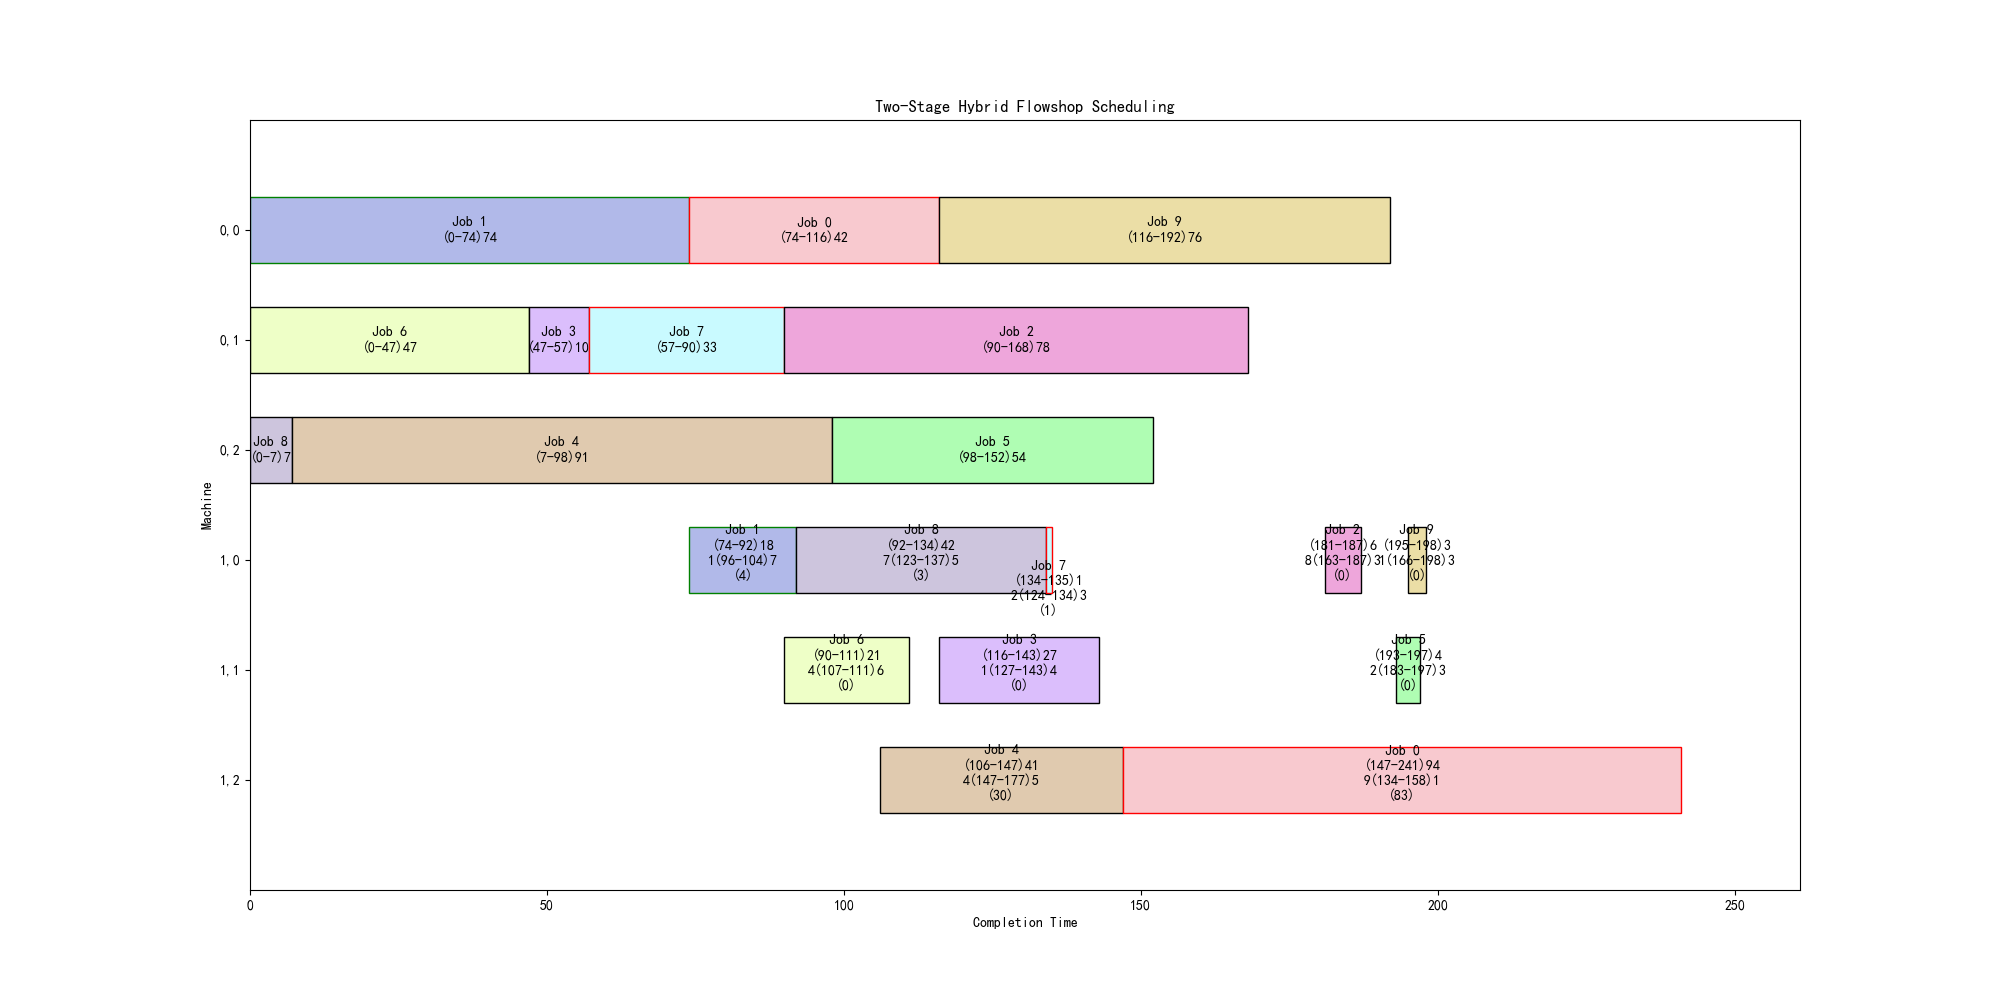 Two-Stage Hybrid Flowshop Scheduling
Machine
0,0
Job 1
(0-74)74
Job 0
(74-116)42
Job 9
(116-192)76
0,1
Job 6
(0-47)47
Job 3
(47-57)10
Job 7
(57-90)33
Job 2
(90-168)78
0,2
Job 8
(0-7)7
Job 4
(7-98)91
Job 5
(98-152)54
1,0
Job 1
(74-92)18
1(96-104)7
(4)
Job 8
(92-134)42
7(123-137)5
(3)
Job 7
(134-135)1
2(124-134)3
(1)
Job 2
(181-187)6
8(163-187)3
(0)
Job 9
(195-198)3
1(166-198)3
(0)
1,1
Job 6
(90-111)21
4(107-111)6
(0)
Job 3
(116-143)27
1(127-143)4
(0)
Job 5
(193-197)4
2(183-197)3
(0)
1,2
Job 4
(106-147)41
4(147-177)5
(30)
Job 0
(147-241)94
9(134-158)1
(83)
0
50
100
150
200
250
Completion Time